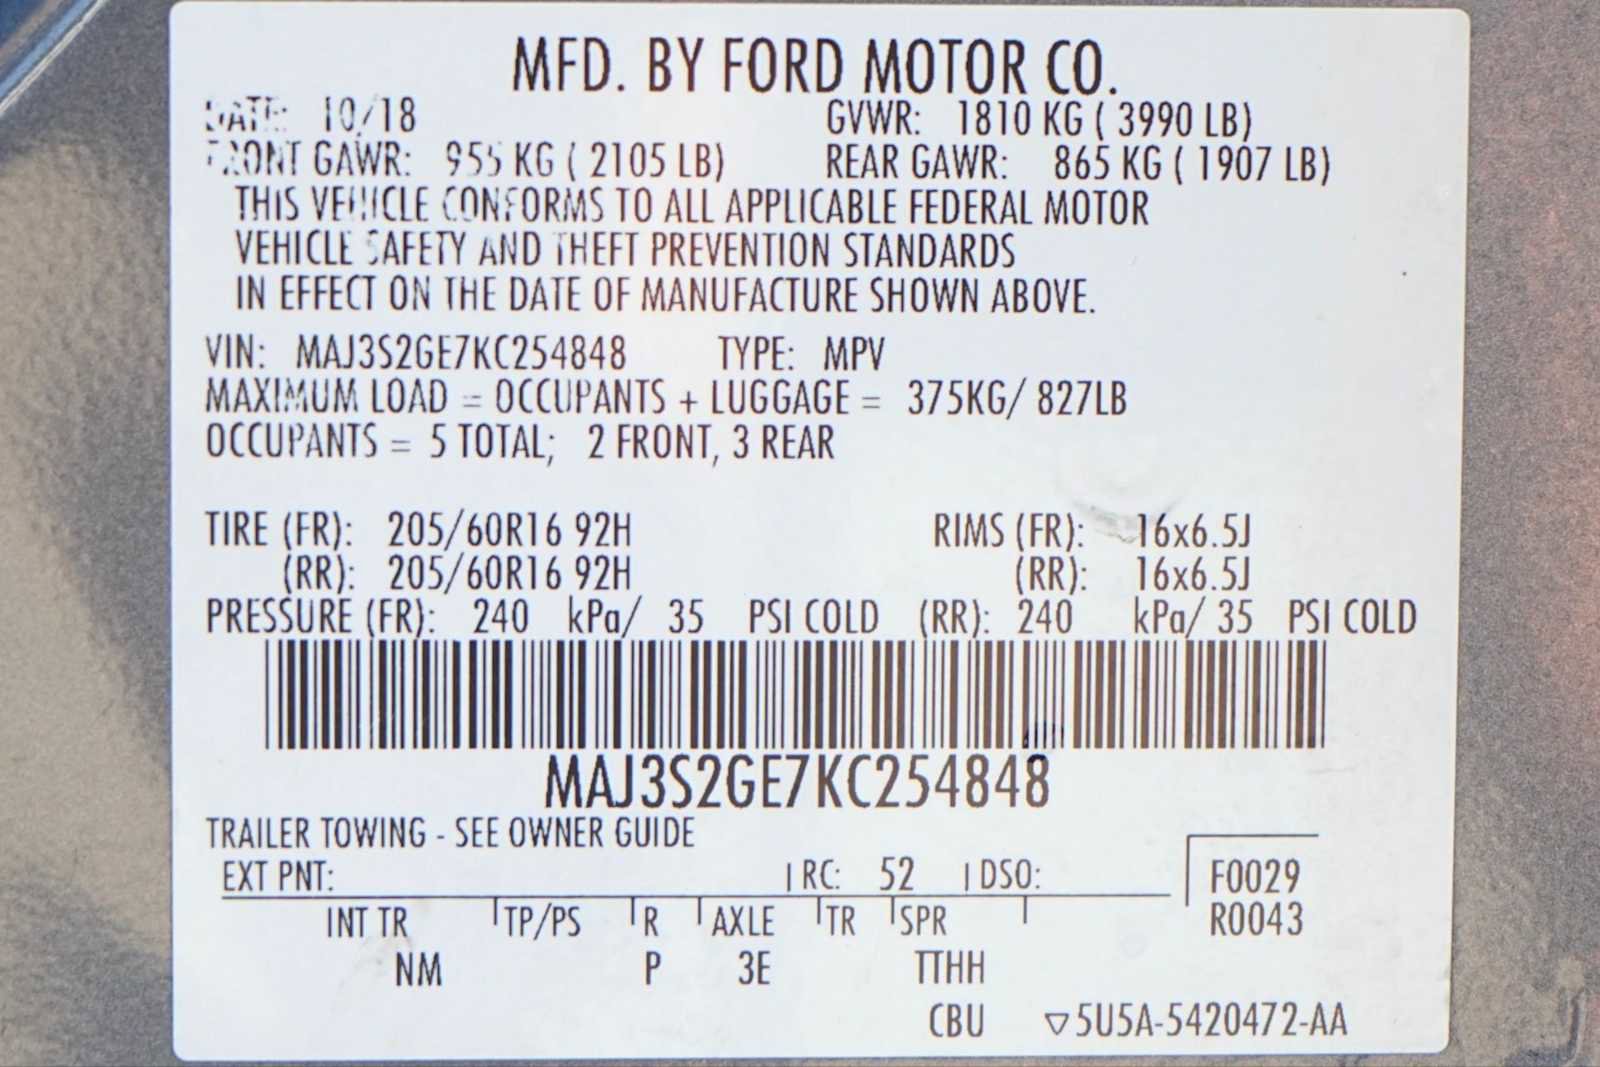 MFD. BY FORD MOTOR CO.
DATE: 10/18 GVWR: 1810 KG ( 3990 LB)
FRONT GAWR: 955 KG ( 2105 LB) REAR GAWR: 865 KG ( 1907 LB)
THIS VEHICLE CONFORMS TO ALL APPLICABLE FEDERAL MOTOR
VEHICLE SAFETY AND THEFT PREVENTION STANDARDS
IN EFFECT ON THE DATE OF MANUFACTURE SHOWN ABOVE.
VIN: MAJ3S2GE7KC254848 TYPE: MPV
MAXIMUM LOAD = OCCUPANTS + LUGGAGE = 375KG/ 827LB
OCCUPANTS = 5 TOTAL; 2 FRONT, 3 REAR
TIRE (FR): 205/60R16 92H RIMS (FR): 16x6.5J
(RR): 205/60R16 92H (RR): 16x6.5J
PRESSURE (FR): 240 kPa/ 35 PSI COLD (RR): 240 kPa/ 35 PSI COLD
MAJ3S2GE7KC254848
TRAILER TOWING - SEE OWNER GUIDE
EXT PNT: RC: 52 DSO: F0029
INT TR TP/PS R AXLE TR SPR R0043
NM P 3E TTHH
CBU ▽5U5A-5420472-AA